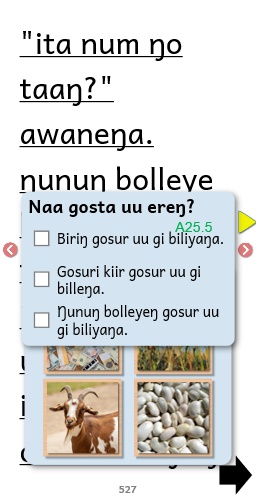 "ita num ŋo
taaŋ?"
awaneŋa.
ŋunuŋ bolleye
Naa gosta uu ereŋ?
A25.5
Biriŋ gosur uu gi biliyaŋa.
Gosuri kiir gosur uu gi
billeŋa.
Ŋunuŋ bolleyeŋ gosur uu
gi biliyaŋa.
527